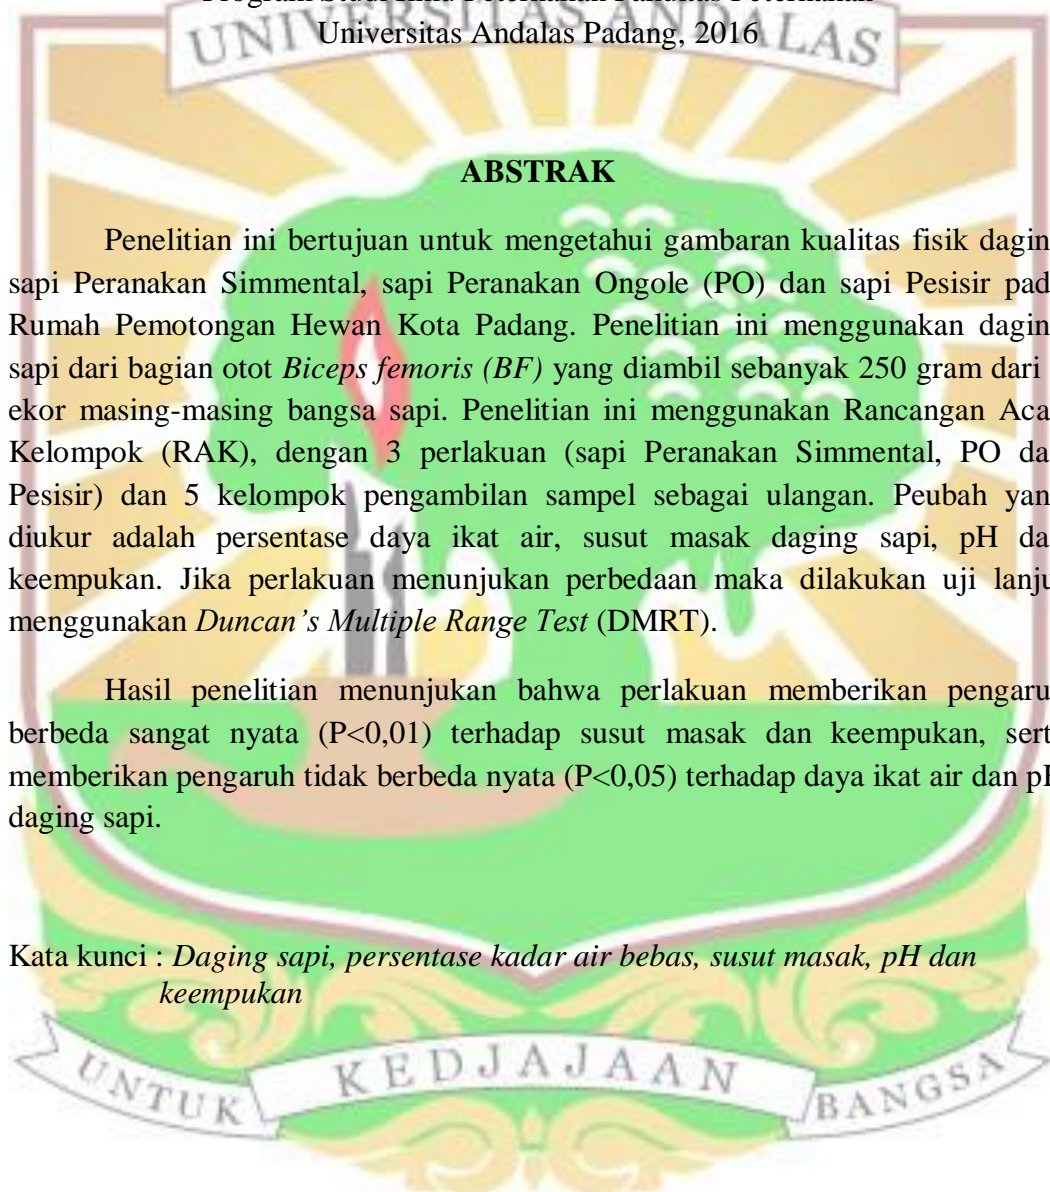 UNIVERSITAS ANDALAS
Universitas Andalas Padang, 2016
ABSTRAK
Penelitian ini bertujuan untuk mengetahui gambaran kualitas fisik dagin
sapi Peranakan Simmental, sapi Peranakan Ongole (PO) dan sapi Pesisir pad
Rumah Pemotongan Hewan Kota Padang. Penelitian ini menggunakan dagin
sapi dari bagian otot Biceps femoris (BF) yang diambil sebanyak 250 gram dari
ekor masing-masing bangsa sapi. Penelitian ini menggunakan Rancangan Aca
Kelompok (RAK), dengan 3 perlakuan (sapi Peranakan Simmental, PO da
Pesisir) dan 5 kelompok pengambilan sampel sebagai ulangan. Peubah yan
diukur adalah persentase daya ikat air, susut masak daging sapi, pH da
keempukan. Jika perlakuan menunjukan perbedaan maka dilakukan uji lanju
menggunakan Duncan’s Multiple Range Test (DMRT).
Hasil penelitian menunjukan bahwa perlakuan memberikan pengaru
berbeda sangat nyata (P<0,01) terhadap susut masak dan keempukan, sert
memberikan pengaruh tidak berbeda nyata (P<0,05) terhadap daya ikat air dan pH
daging sapi.
Kata kunci : Daging sapi, persentase kadar air bebas, susut masak, pH dan
keempukan
UNTUK KEDJAJAAN BANGSA